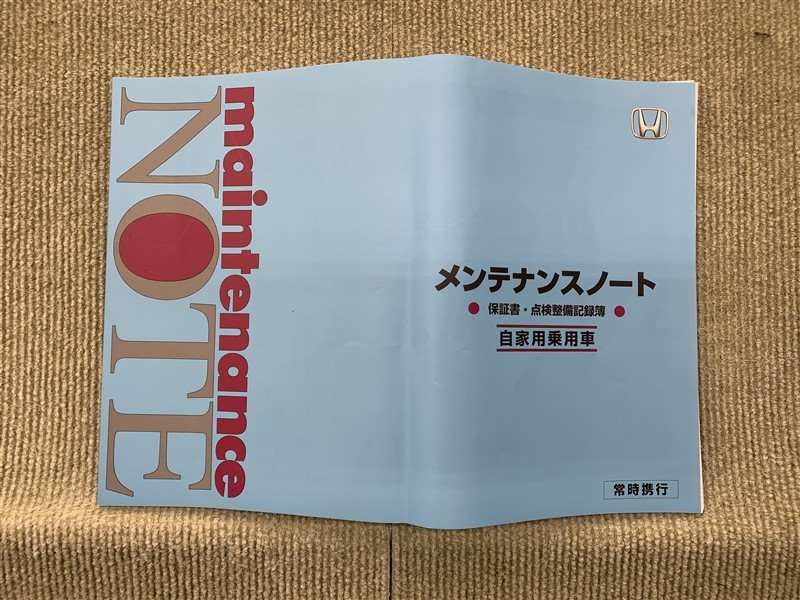 maintenance
NOTE
メンテナンスノート
● 保証書・点検整備記録簿 ●
自家用乗用車
常時携行